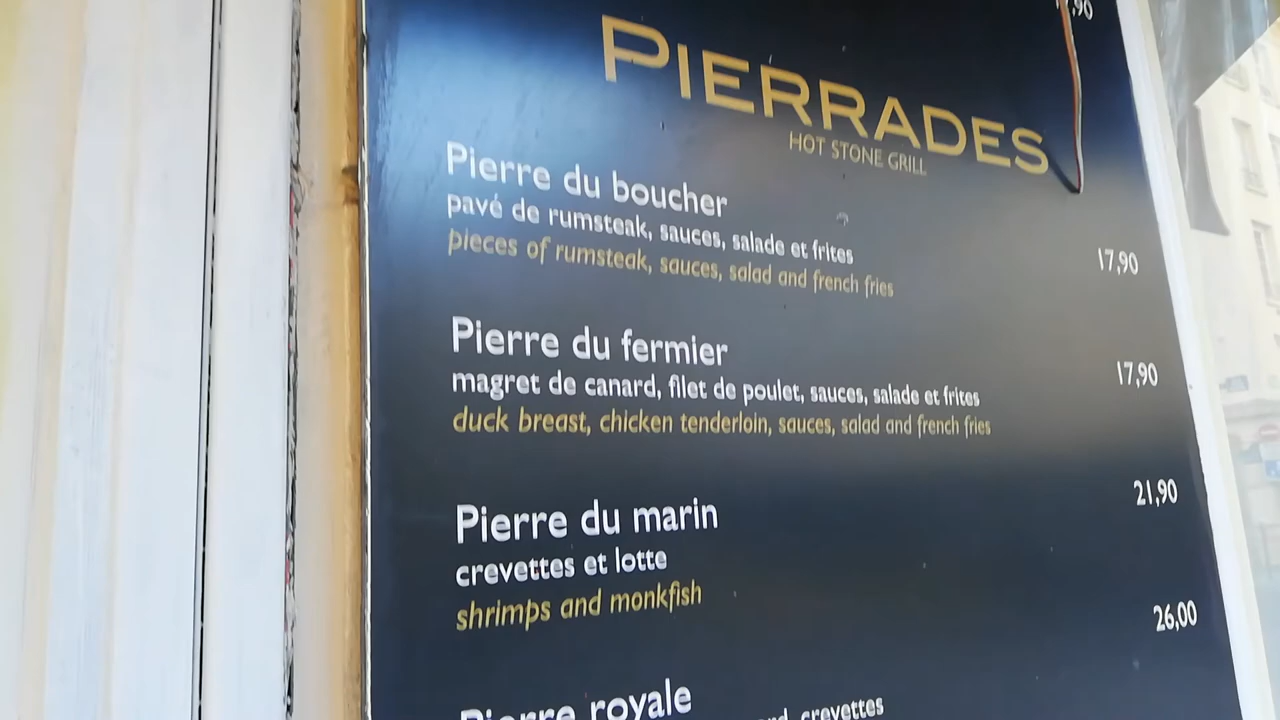 PIERRADES
HOT STONE GRILL
Pierre du boucher 17,90
pavé de rumsteak, sauces, salade et frites
pieces of rumsteak, sauces, salad and french fries
Pierre du fermier 17,90
magret de canard, filet de poulet, sauces, salade et frites
duck breast, chicken tenderloin, sauces, salad and french fries
Pierre du marin 21,90
crevettes et lotte
shrimps and monkfish
Pierre royale 26,00
crevettes